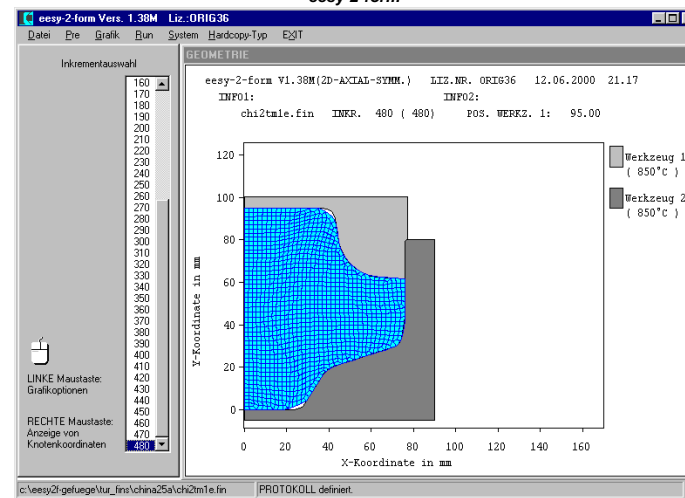 eesy-2-form
eesy-2-form Vers. 1.38M Liz.:ORIG36
Datei Pre Grafik Run System Hardcopy-Typ EXIT
Inkrementauswahl
160
170
180
190
200
210
220
230
240
250
260
270
280
290
300
310
320
330
340
350
360
370
380
390
400
410
420
430
440
450
460
470
480
LINKE Maustaste:
Grafikoptionen
RECHTE Maustaste:
Anzeige von
Knotenkoordinaten
GEOMETRIE
eesy-2-form V1.38M(2D-AXIAL-SYMM.) LIZ.NR. ORIG36 12.06.2000 21.17
INFO1: INFO2:
chi2tm1e.fin INKR. 480 ( 480) POS. WERKZ. 1: 95.00
Werkzeug 1
( 850°C )
Werkzeug 2
( 850°C )
Y-Koordinate in mm
120
100
80
60
40
20
0
0 20 40 60 80 100 120 140 160
X-Koordinate in mm
c:\eesy2f-gefuege\tur_fins\china25a\chi2tm1e.fin PROTOKOLL definiert.